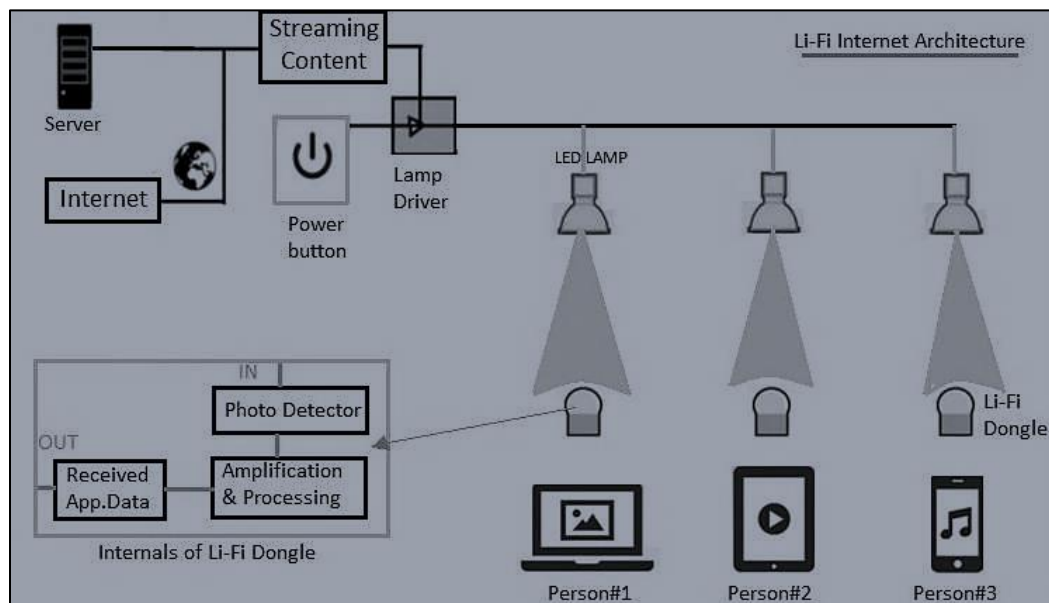 Li-Fi Internet Architecture
Streaming
Content
Server
Internet
Power
button
Lamp
Driver
LED LAMP
Li-Fi
Dongle
IN
Photo Detector
OUT
Received
App.Data
Amplification
& Processing
Internals of Li-Fi Dongle
Person#1
Person#2
Person#3